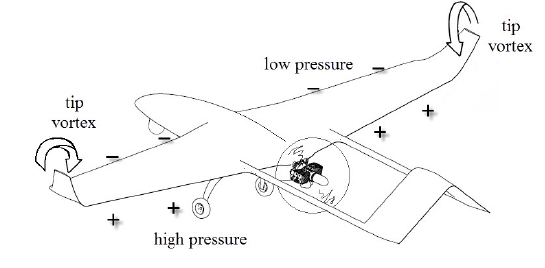 tip
vortex
low pressure
tip
vortex
high pressure